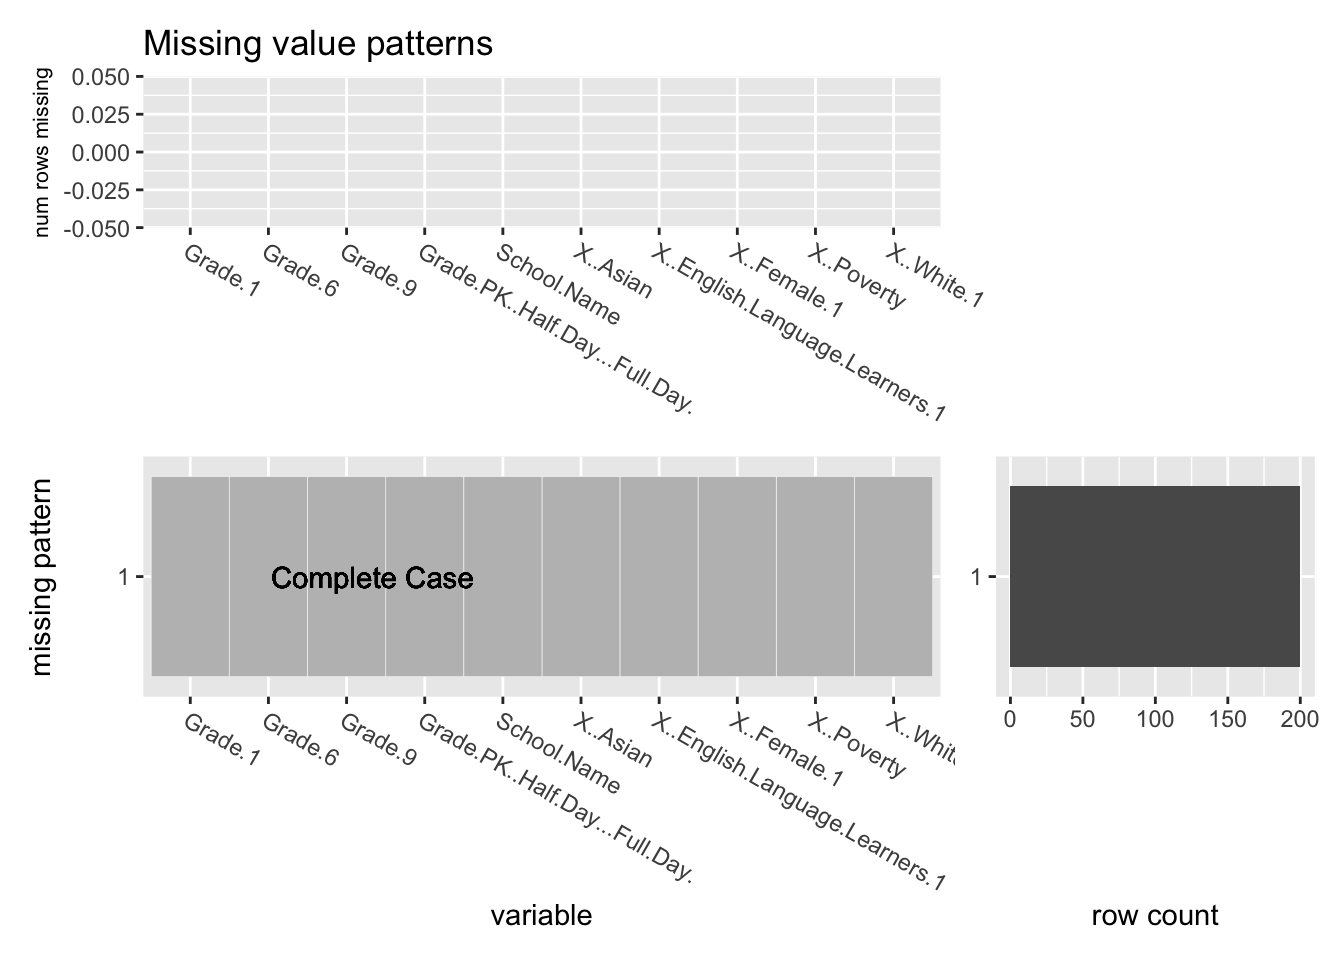 Missing value patterns
num rows missing
0.050
0.025
0.000
-0.025
-0.050
Grade.1
Grade.6
Grade.9
Grade.PK..Half.Day...Full.Day.
School.Name
X..Asian
X..English.Language.Learners.1
X..Female.1
X..Poverty
X..White.1
missing pattern
1
Complete Case
1
Grade.1
Grade.6
Grade.9
Grade.PK..Half.Day...Full.Day.
School.Name
X..Asian
X..English.Language.Learners.1
X..Female.1
X..Poverty
X..Whit
0 50 100 150 200
variable
row count